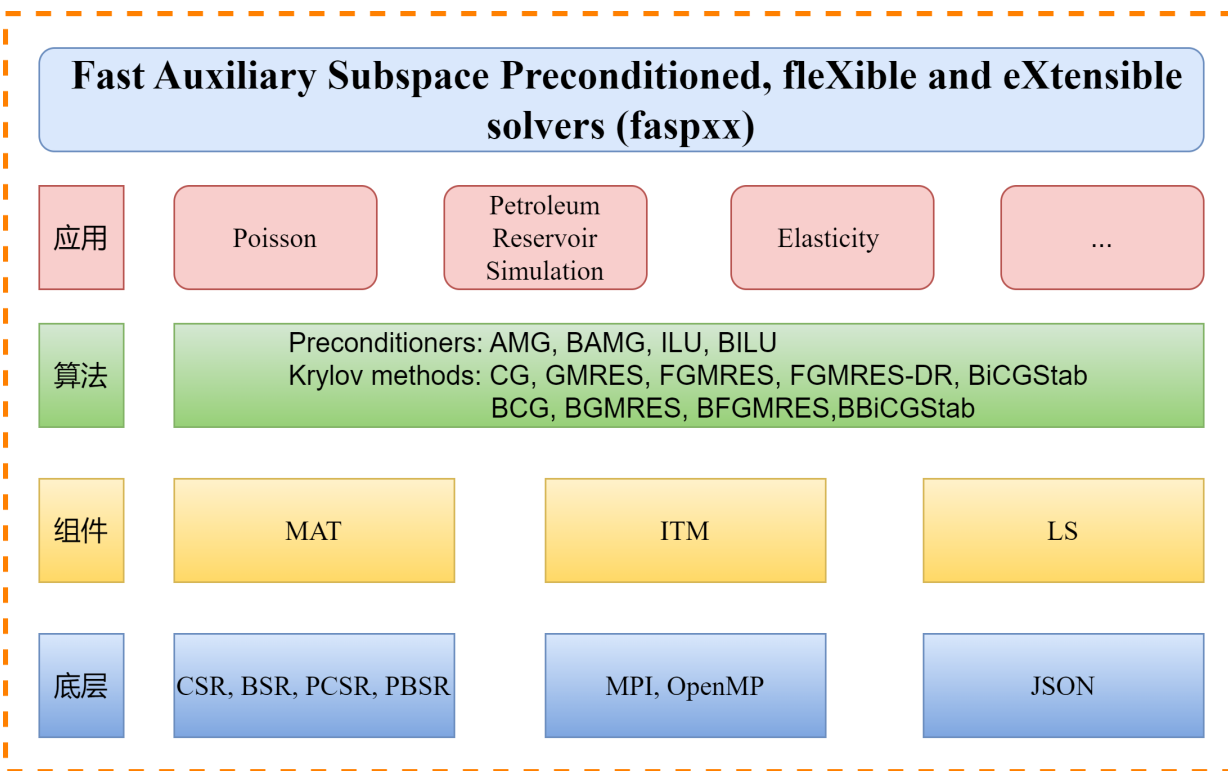 Fast Auxiliary Subspace Preconditioned, fleXible and eXtensible
solvers (faspxx)
应用
Poisson
Petroleum
Reservoir
Simulation
Elasticity
...
算法
Preconditioners: AMG, BAMG, ILU, BILU
Krylov methods: CG, GMRES, FGMRES, FGMRES-DR, BiCGStab
BCG, BGMRES, BFGMRES,BBiCGStab
组件
MAT
ITM
LS
底层
CSR, BSR, PCSR, PBSR
MPI, OpenMP
JSON